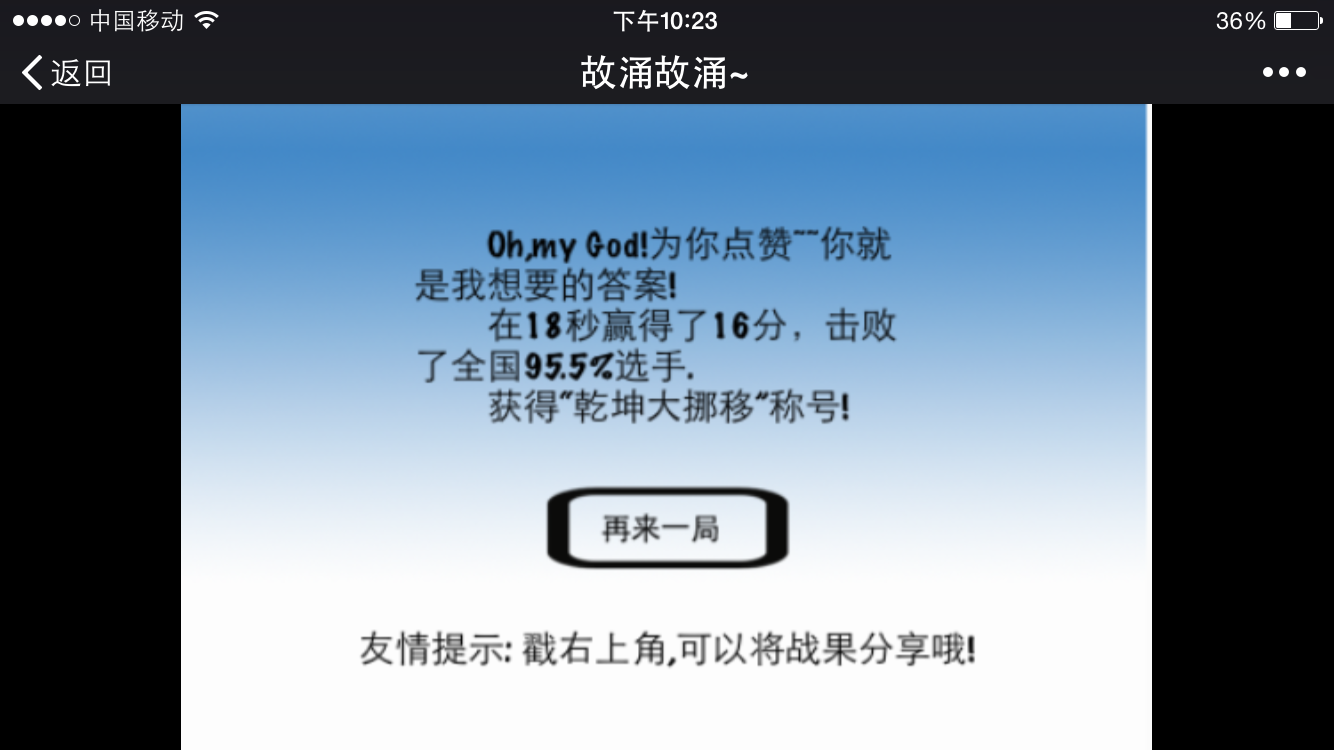 中国移动 下午10:23 36%
返回 故涌故涌~
Oh,my God!为你点赞~~你就
是我想要的答案!
在18秒赢得了16分，击败
了全国95.5%选手.
获得"乾坤大挪移"称号!
再来一局
友情提示: 戳右上角,可以将战果分享哦!